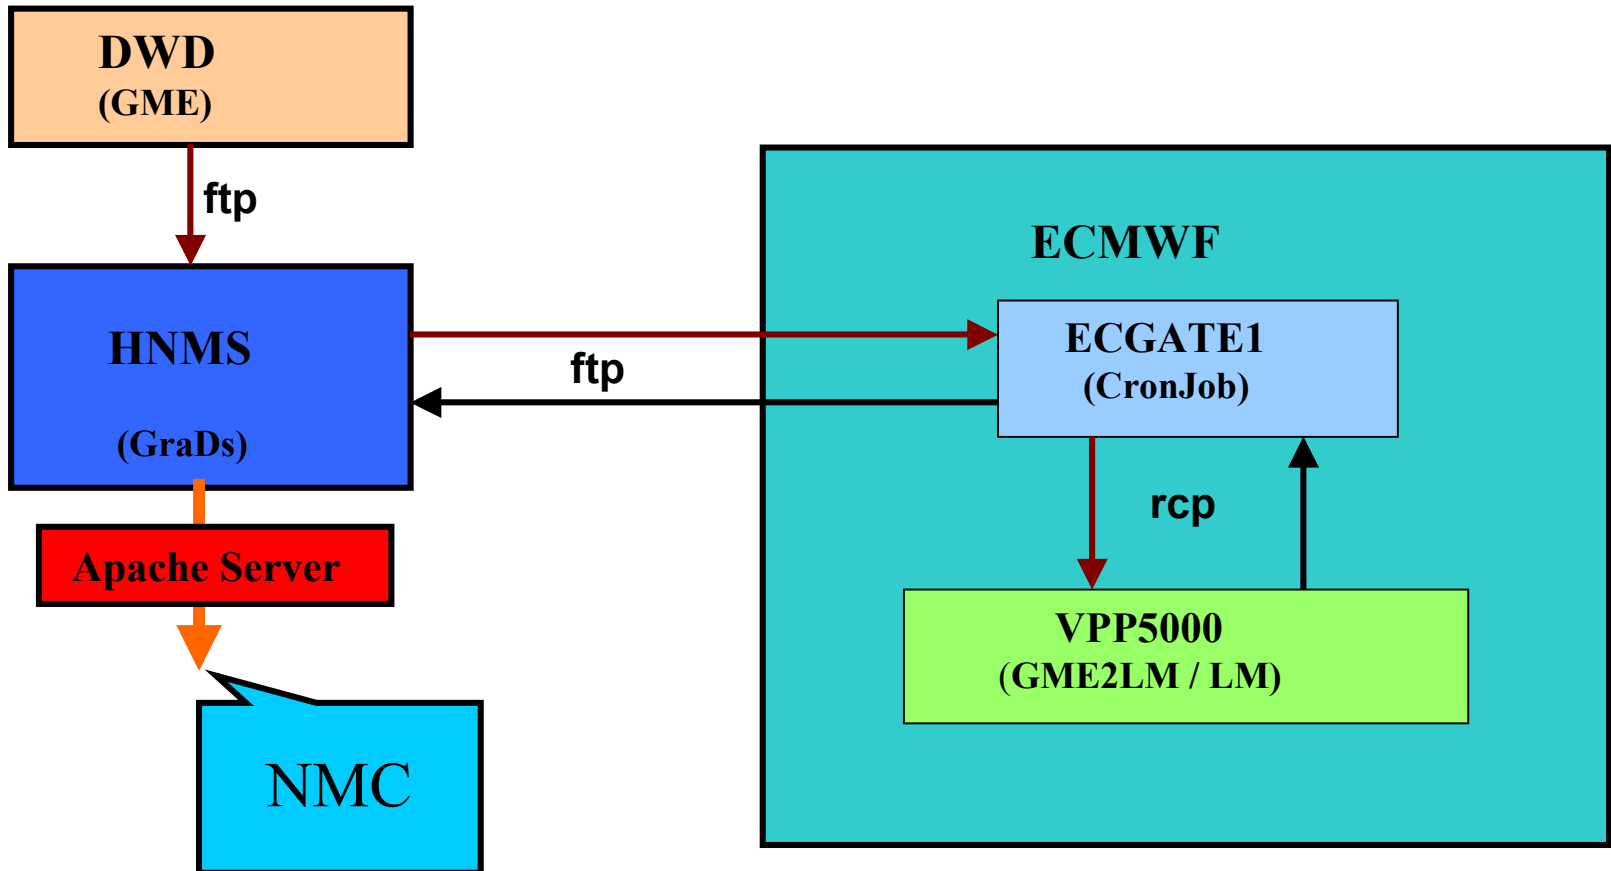 DWD
(GME)
ftp
HNMS
(GraDs)
Apache Server
NMC
ftp
ECMWF
ECGATE1
(CronJob)
rcp
VPP5000
(GME2LM / LM)